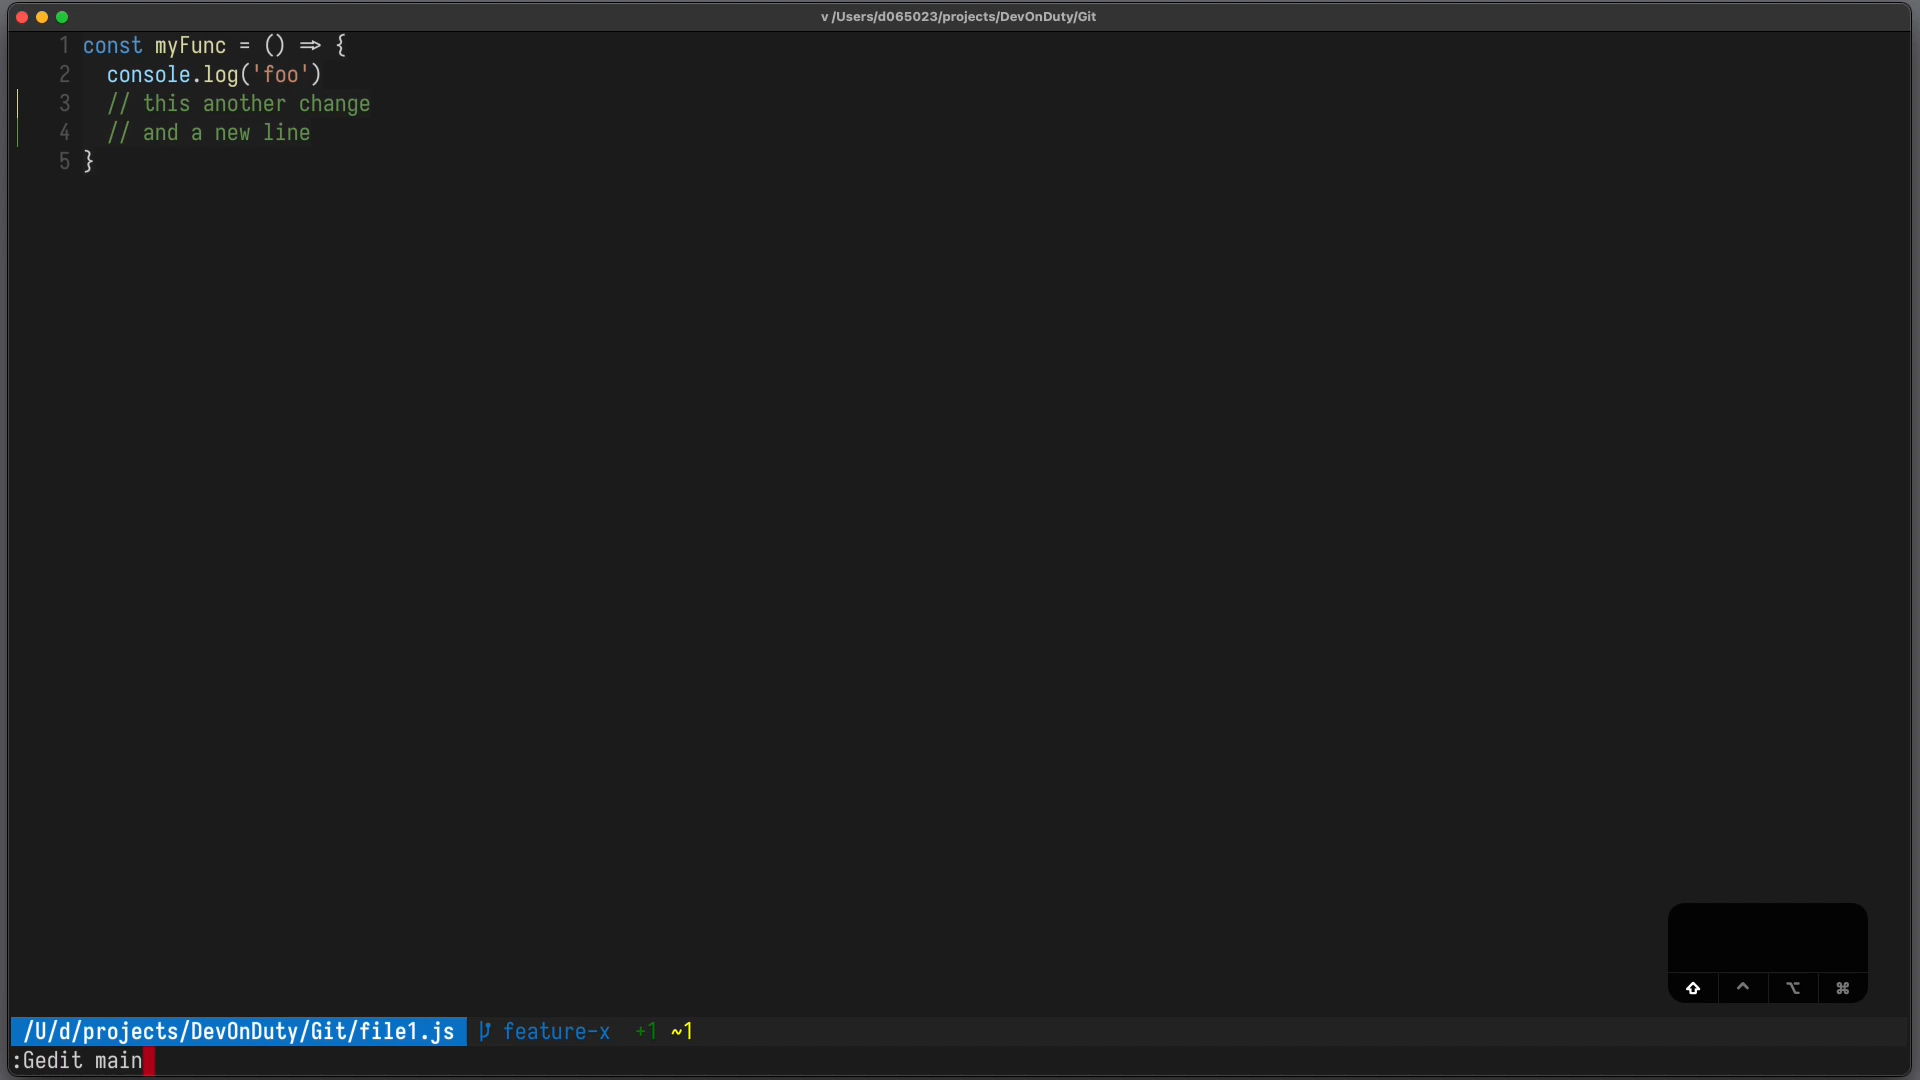 v /Users/d065023/projects/DevOnDuty/Git
1 const myFunc = () => {
2   console.log('foo')
3   // this another change
4   // and a new line
5 }
⇧ ^ ⌥ ⌘
/U/d/projects/DevOnDuty/Git/file1.js feature-x +1 ~1
:Gedit main